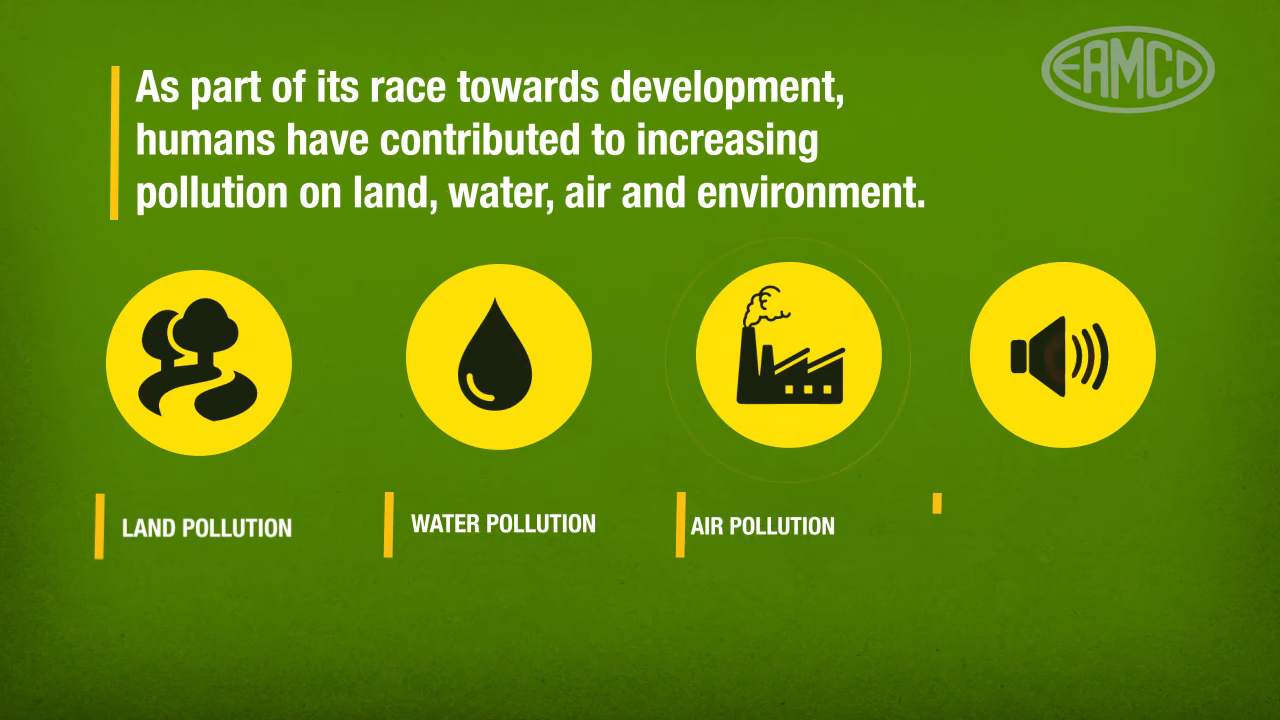 EAMCO
As part of its race towards development,
humans have contributed to increasing
pollution on land, water, air and environment.
LAND POLLUTION
WATER POLLUTION
AIR POLLUTION